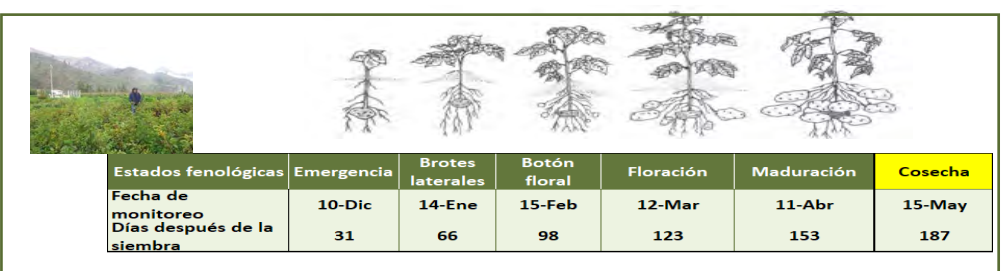 Estados fenológicas Emergencia Brotes laterales Botón floral Floración Maduración Cosecha
Fecha de monitoreo 10-Dic 14-Ene 15-Feb 12-Mar 11-Abr 15-May
Días después de la siembra 31 66 98 123 153 187